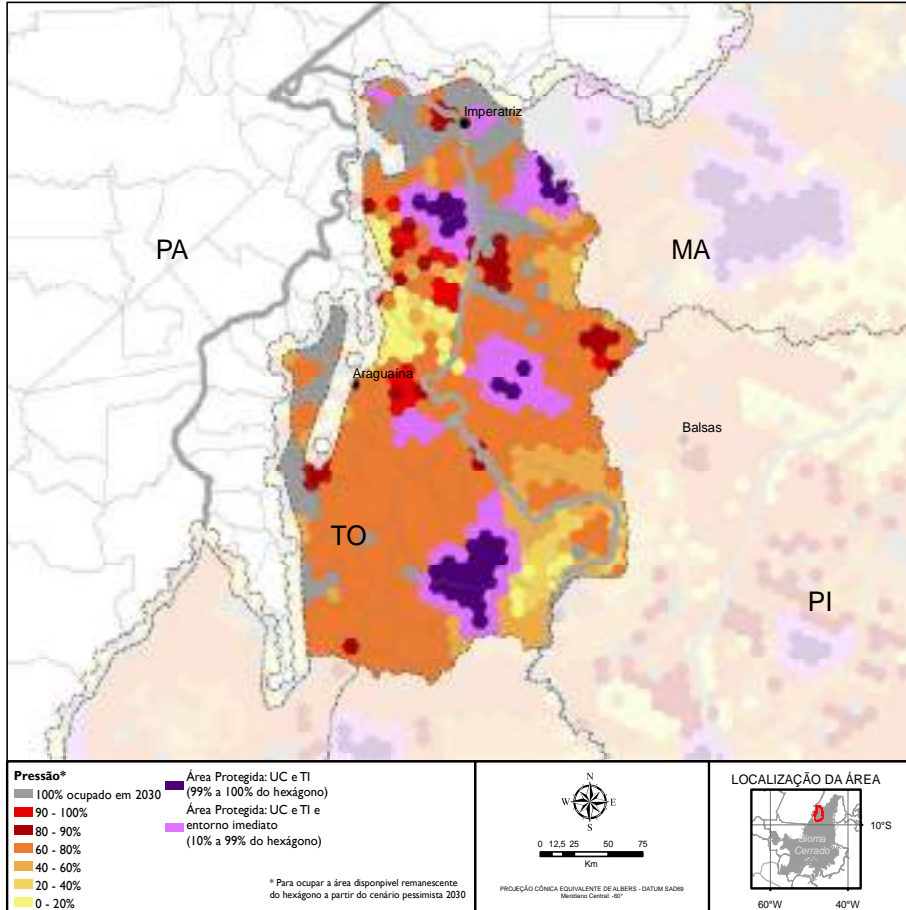 Imperatriz
PA
MA
Araguaína
Balsas
TO
PI
Pressão*
100% ocupado em 2030
90 - 100%
80 - 90%
60 - 80%
40 - 60%
20 - 40%
0 - 20%
Área Protegida: UC e TI
(99% a 100% do hexágono)
Área Protegida: UC e TI e
entorno imediato
(10% a 99% do hexágono)
* Para ocupar a área disponipvel remanescente
do hexágono a partir do cenário pessimista 2030
N
W E
S
0 12,5 25 50 75 100
Km
PROJEÇÃO CÔNICA EQUIVALENTE DE ALBERS - DATUM SAD69
Meridiano Central: -60°
LOCALIZAÇÃO DA ÁREA
10°S
Bioma
Cerrado
60°W 40°W